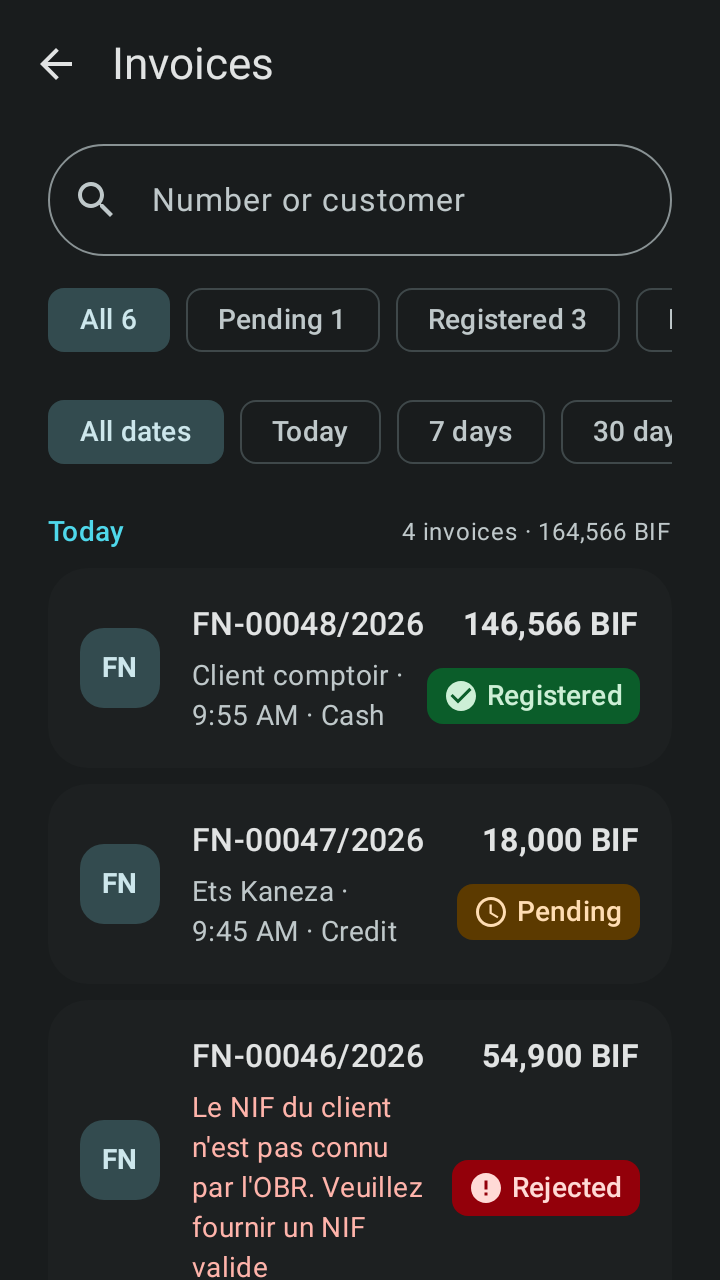 Invoices
Number or customer
All 6
Pending 1
Registered 3
All dates
Today
7 days
30 day
Today
4 invoices · 164,566 BIF
FN
FN-00048/2026
146,566 BIF
Client comptoir ·
9:55 AM · Cash
Registered
FN
FN-00047/2026
18,000 BIF
Ets Kaneza ·
9:45 AM · Credit
Pending
FN
FN-00046/2026
54,900 BIF
Le NIF du client
n'est pas connu
par l'OBR. Veuillez
fournir un NIF
valide
Rejected